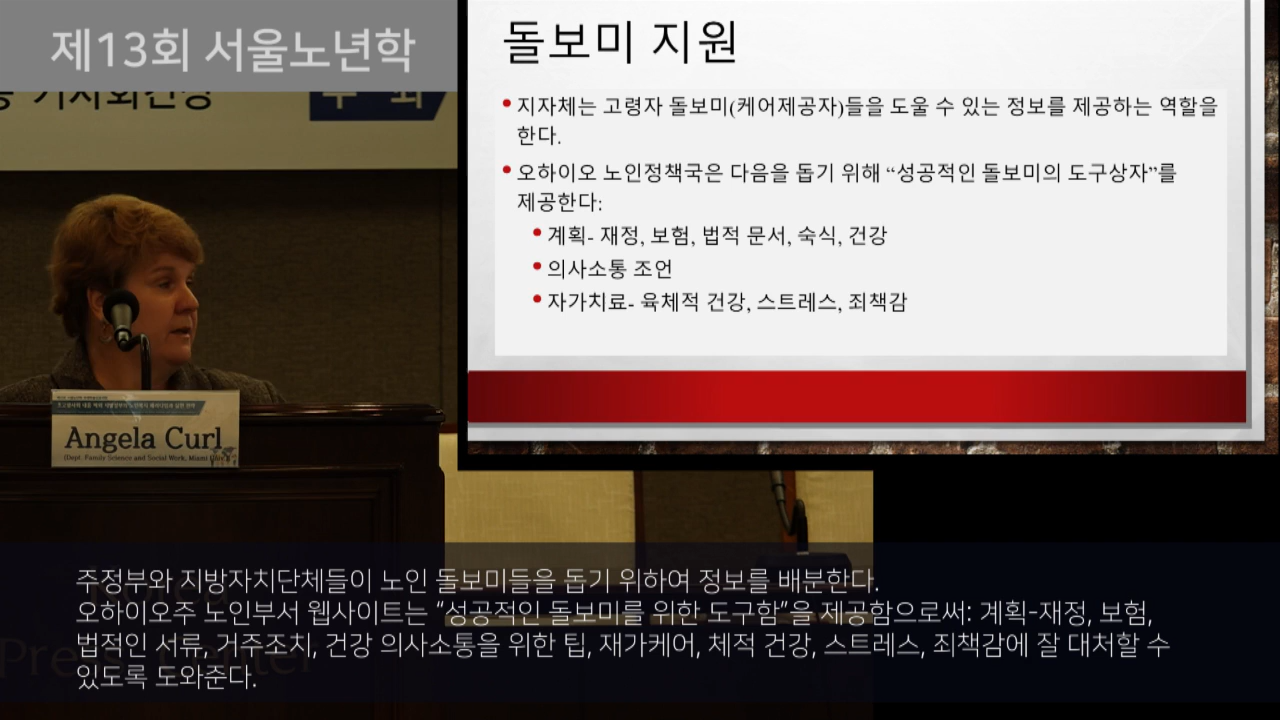 제13회 서울노년학
Angela Curl
(Dept. Family Science and Social Work, Miami Univ.)
돌보미 지원
•지자체는 고령자 돌보미(케어제공자)들을 도울 수 있는 정보를 제공하는 역할을
한다.
•오하이오 노인정책국은 다음을 돕기 위해 “성공적인 돌보미의 도구상자”를
제공한다:
•계획- 재정, 보험, 법적 문서, 숙식, 건강
•의사소통 조언
•자가치료- 육체적 건강, 스트레스, 죄책감
주정부와 지방자치단체들이 노인 돌보미들을 돕기 위하여 정보를 배분한다.
오하이오주 노인부서 웹사이트는 “성공적인 돌보미를 위한 도구함”을 제공함으로써: 계획-재정, 보험,
법적인 서류, 거주조치, 건강 의사소통을 위한 팁, 재가케어, 체적 건강, 스트레스, 죄책감에 잘 대처할 수
있도록 도와준다.